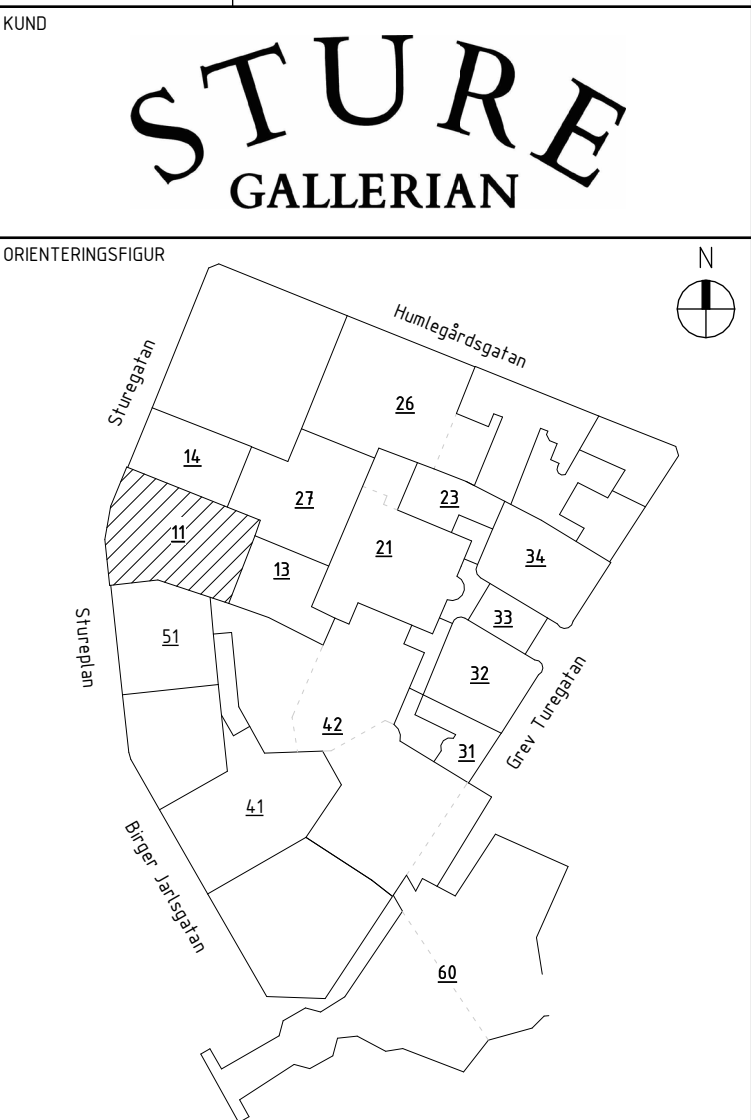 KUND
STURE
GALLERIAN
ORIENTERINGSFIGUR
N
Humlegårdsgatan
Sturegatan
26
14
27
23
11
21
34
13
33
51
Stureplan
32
42
Grev Turegatan
31
41
Birger Jarlsgatan
60